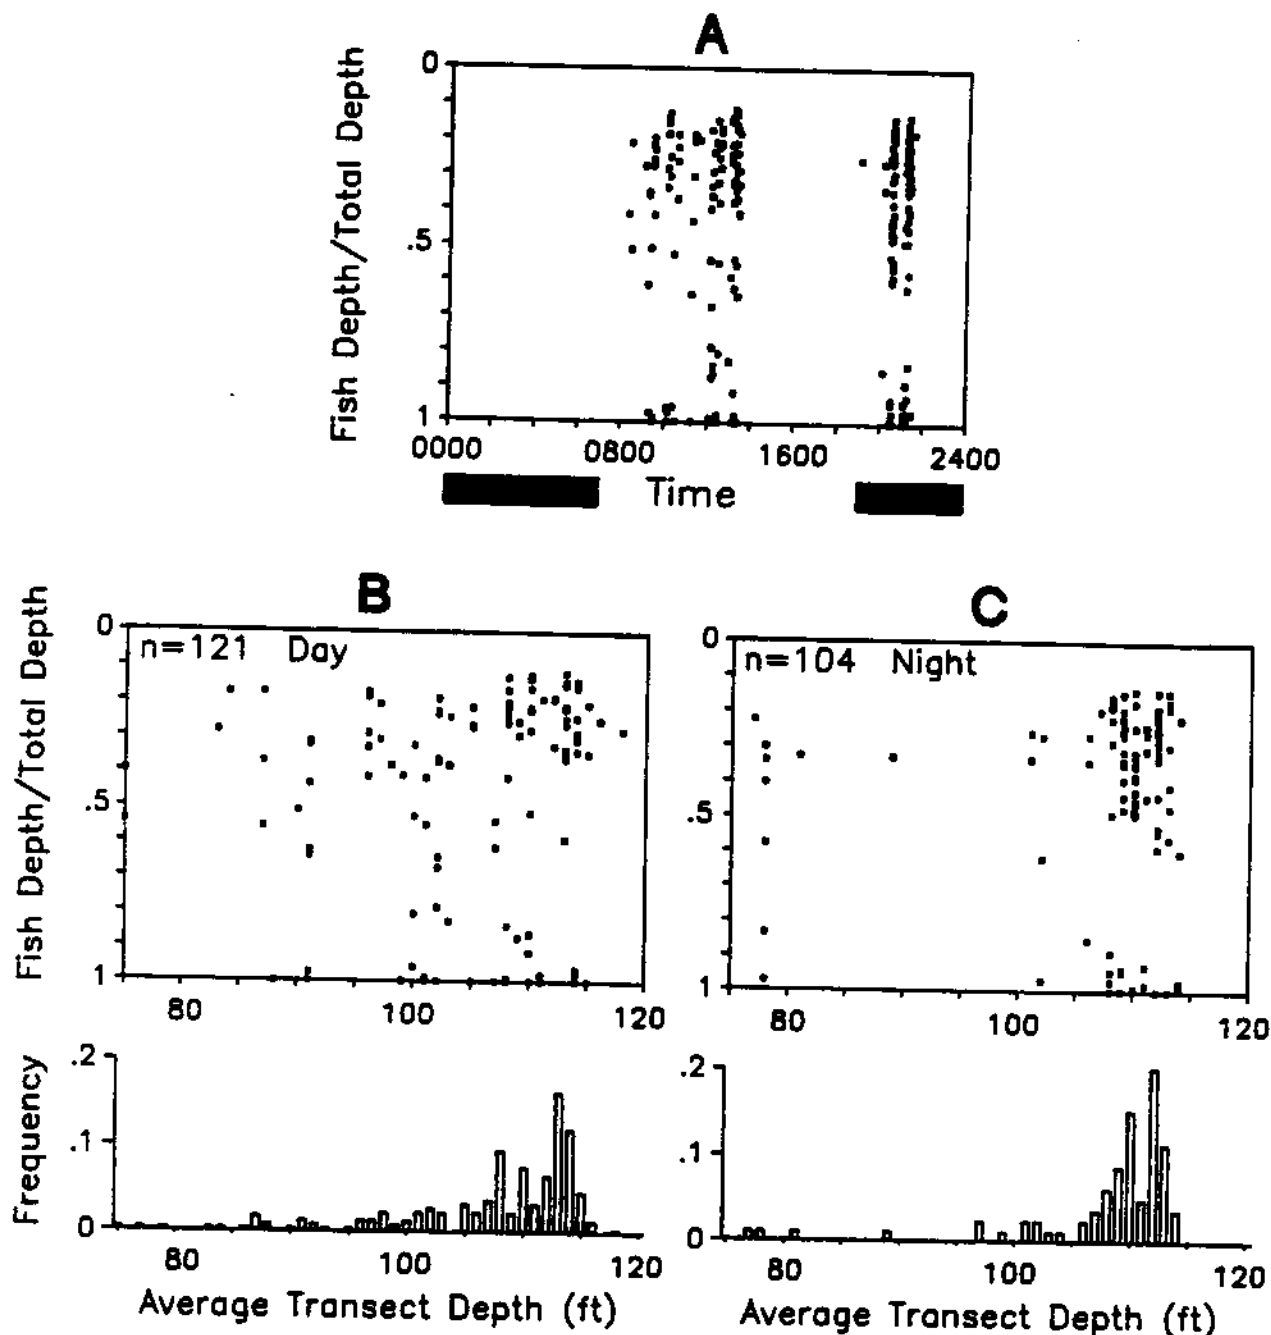 A
Fish Depth/Total Depth
0
.5
1
0000 0800 1600 2400
Time
B
Fish Depth/Total Depth
0
.5
1
n=121 Day
80 100 120
C
0
.5
1
n=104 Night
80 100 120
Frequency
.2
.1
0
80 100 120
Average Transect Depth (ft)
.2
.1
0
80 100 120
Average Transect Depth (ft)